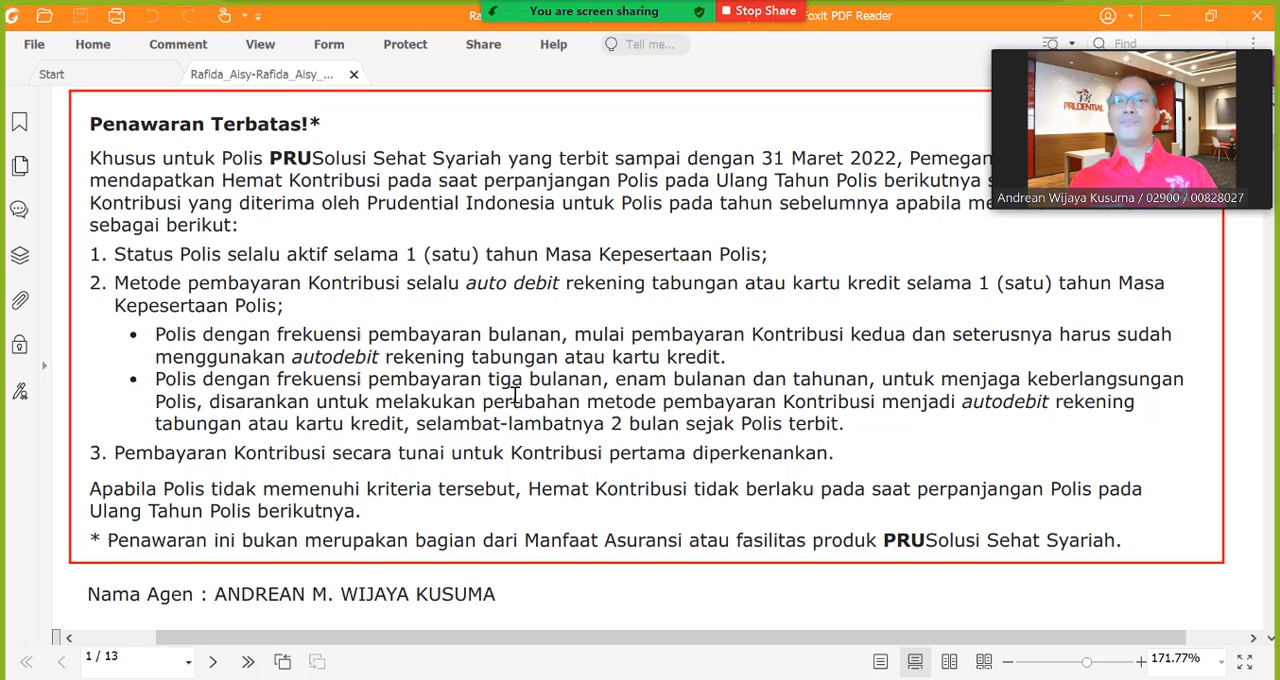 You are screen sharing
Stop Share
Ra
oxit PDF Reader
File Home Comment View Form Protect Share Help Tell me... Find
Start
Rafida_Aisy-Rafida_Aisy_...
Penawaran Terbatas!*
Khusus untuk Polis PRUSolusi Sehat Syariah yang terbit sampai dengan 31 Maret 2022, Pemegan
mendapatkan Hemat Kontribusi pada saat perpanjangan Polis pada Ulang Tahun Polis berikutnya s
Kontribusi yang diterima oleh Prudential Indonesia untuk Polis pada tahun sebelumnya apabila me
sebagai berikut:
1. Status Polis selalu aktif selama 1 (satu) tahun Masa Kepesertaan Polis;
2. Metode pembayaran Kontribusi selalu auto debit rekening tabungan atau kartu kredit selama 1 (satu) tahun Masa
Kepesertaan Polis;
• Polis dengan frekuensi pembayaran bulanan, mulai pembayaran Kontribusi kedua dan seterusnya harus sudah
menggunakan autodebit rekening tabungan atau kartu kredit.
• Polis dengan frekuensi pembayaran tiga bulanan, enam bulanan dan tahunan, untuk menjaga keberlangsungan
Polis, disarankan untuk melakukan perubahan metode pembayaran Kontribusi menjadi autodebit rekening
tabungan atau kartu kredit, selambat-lambatnya 2 bulan sejak Polis terbit.
3. Pembayaran Kontribusi secara tunai untuk Kontribusi pertama diperkenankan.
Apabila Polis tidak memenuhi kriteria tersebut, Hemat Kontribusi tidak berlaku pada saat perpanjangan Polis pada
Ulang Tahun Polis berikutnya.
* Penawaran ini bukan merupakan bagian dari Manfaat Asuransi atau fasilitas produk PRUSolusi Sehat Syariah.
Nama Agen : ANDREAN M. WIJAYA KUSUMA
PRUDENTIAL
Andrean Wijaya Kusuma / 02900 / 00828027
1 / 13
171.77%